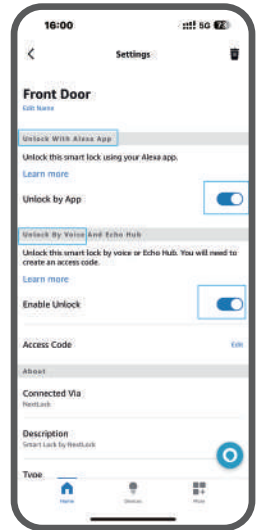 16:00
5G 73
Settings
Front Door
Edit Name
Unlock With Alexa App
Unlock this smart lock using your Alexa app.
Learn more
Unlock by App
Unlock By Voice And Echo Hub
Unlock this smart lock by voice or Echo Hub. You will need to
create an access code.
Learn more
Enable Unlock
Access Code
Edit
About
Connected Via
NextLock
Description
Smart Lock by NextLock
Type
Home
Devices
More